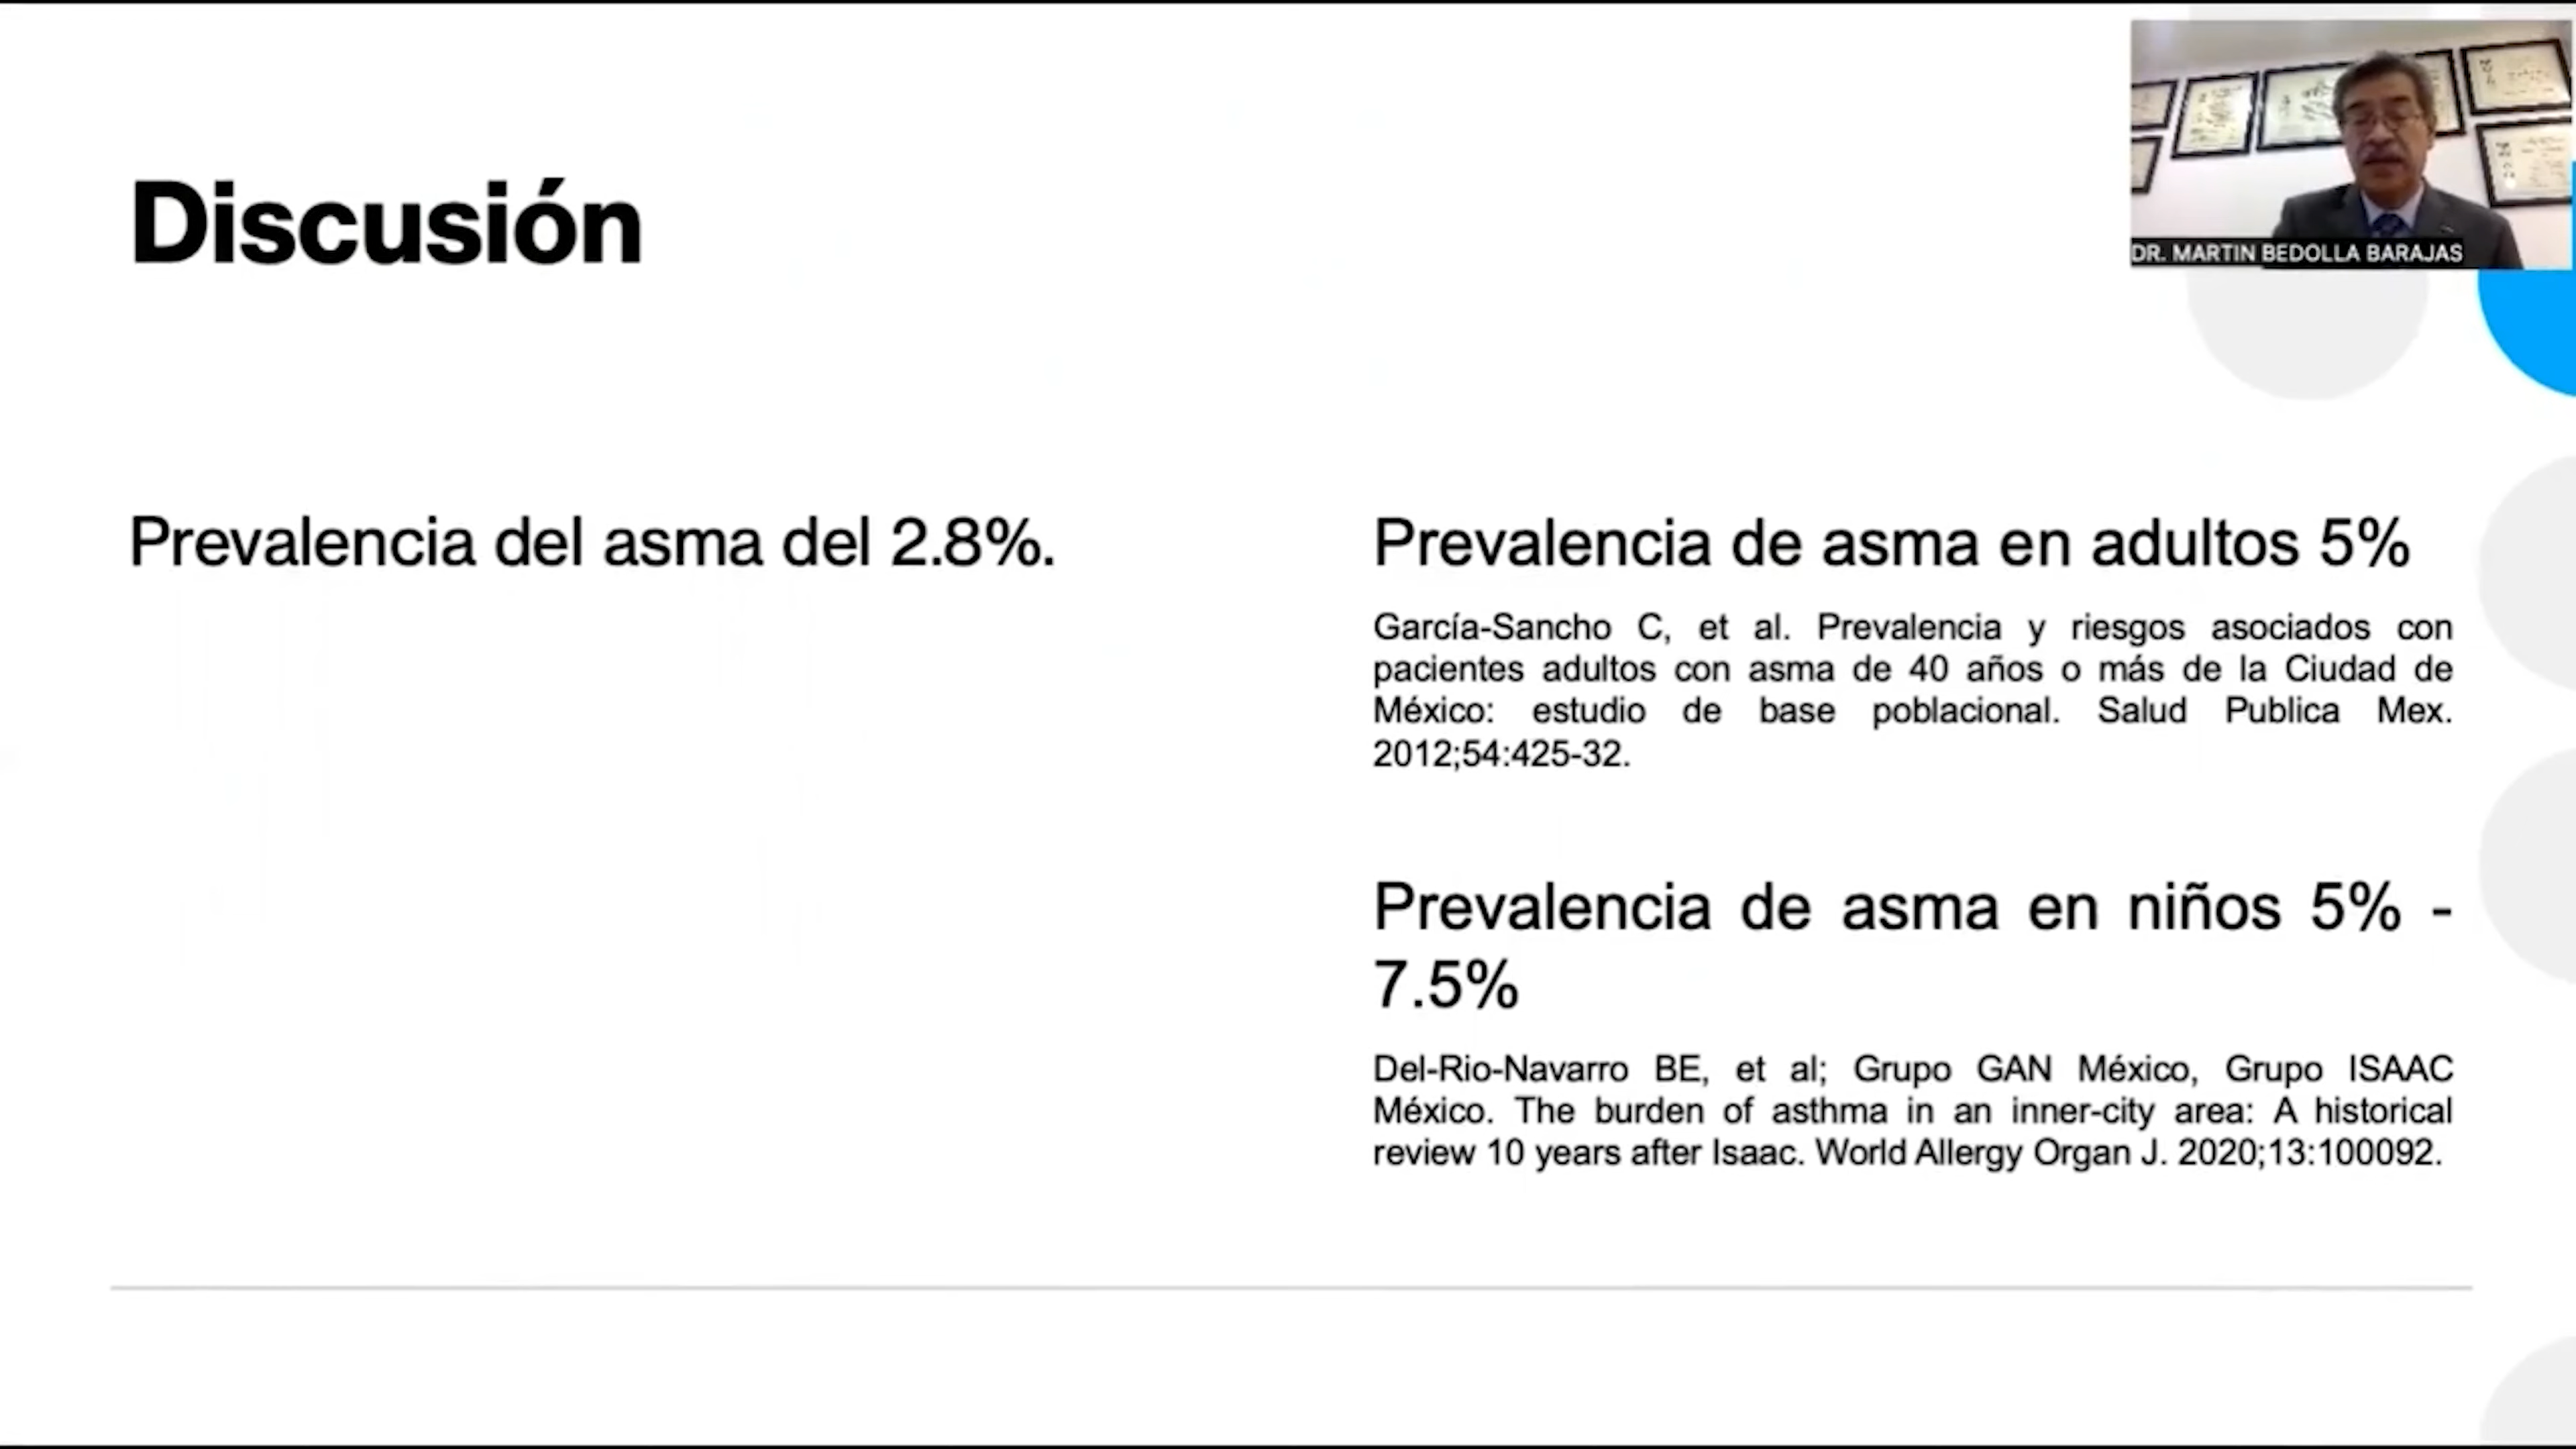 Discusión
DR. MARTIN BEDOLLA BARAJAS
Prevalencia del asma del 2.8%.
Prevalencia de asma en adultos 5%
García-Sancho C, et al. Prevalencia y riesgos asociados con
pacientes adultos con asma de 40 años o más de la Ciudad de
México: estudio de base poblacional. Salud Publica Mex.
2012;54:425-32.
Prevalencia de asma en niños 5% -
7.5%
Del-Rio-Navarro BE, et al; Grupo GAN México, Grupo ISAAC
México. The burden of asthma in an inner-city area: A historical
review 10 years after Isaac. World Allergy Organ J. 2020;13:100092.